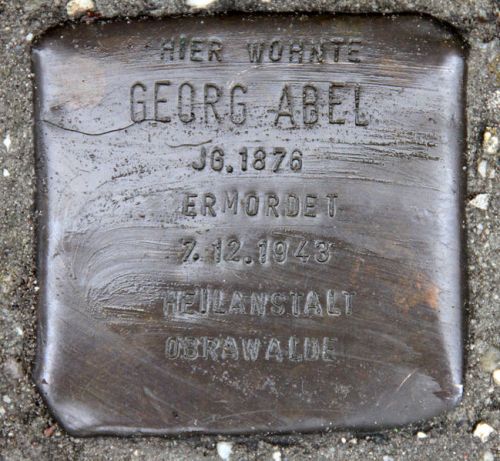 HIER WOHNTE
GEORG ABEL
JG. 1876
ERMORDET
7.12.1943
HEILANSTALT
OBRAWALDE